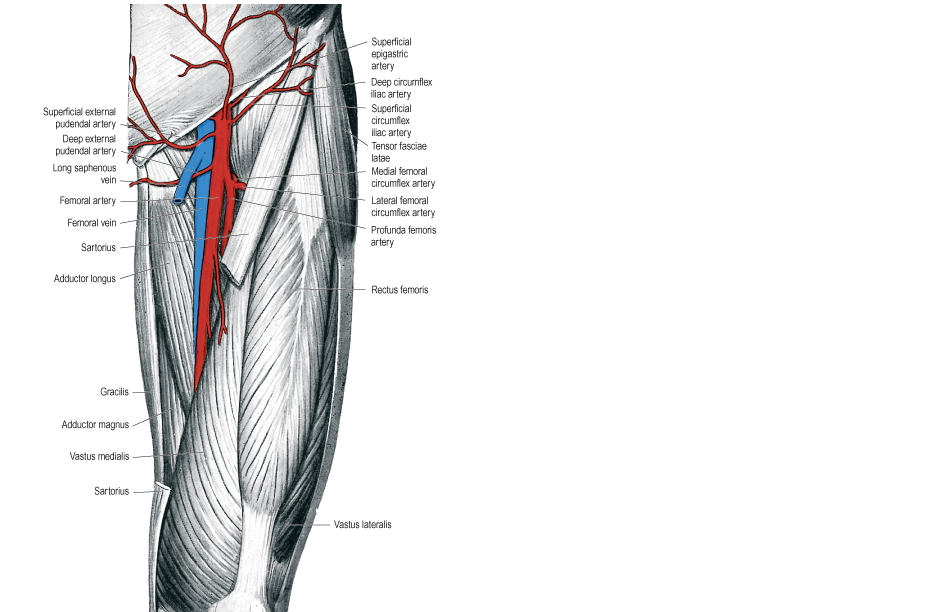 Superficial external
pudendal artery
Deep external
pudendal artery
Long saphenous
vein
Femoral artery
Femoral vein
Sartorius
Adductor longus
Gracilis
Adductor magnus
Vastus medialis
Sartorius
Superficial
epigastric
artery
Deep circumflex
iliac artery
Superficial
circumflex
iliac artery
Tensor fasciae
latae
Medial femoral
circumflex artery
Lateral femoral
circumflex artery
Profunda femoris
artery
Rectus femoris
Vastus lateralis